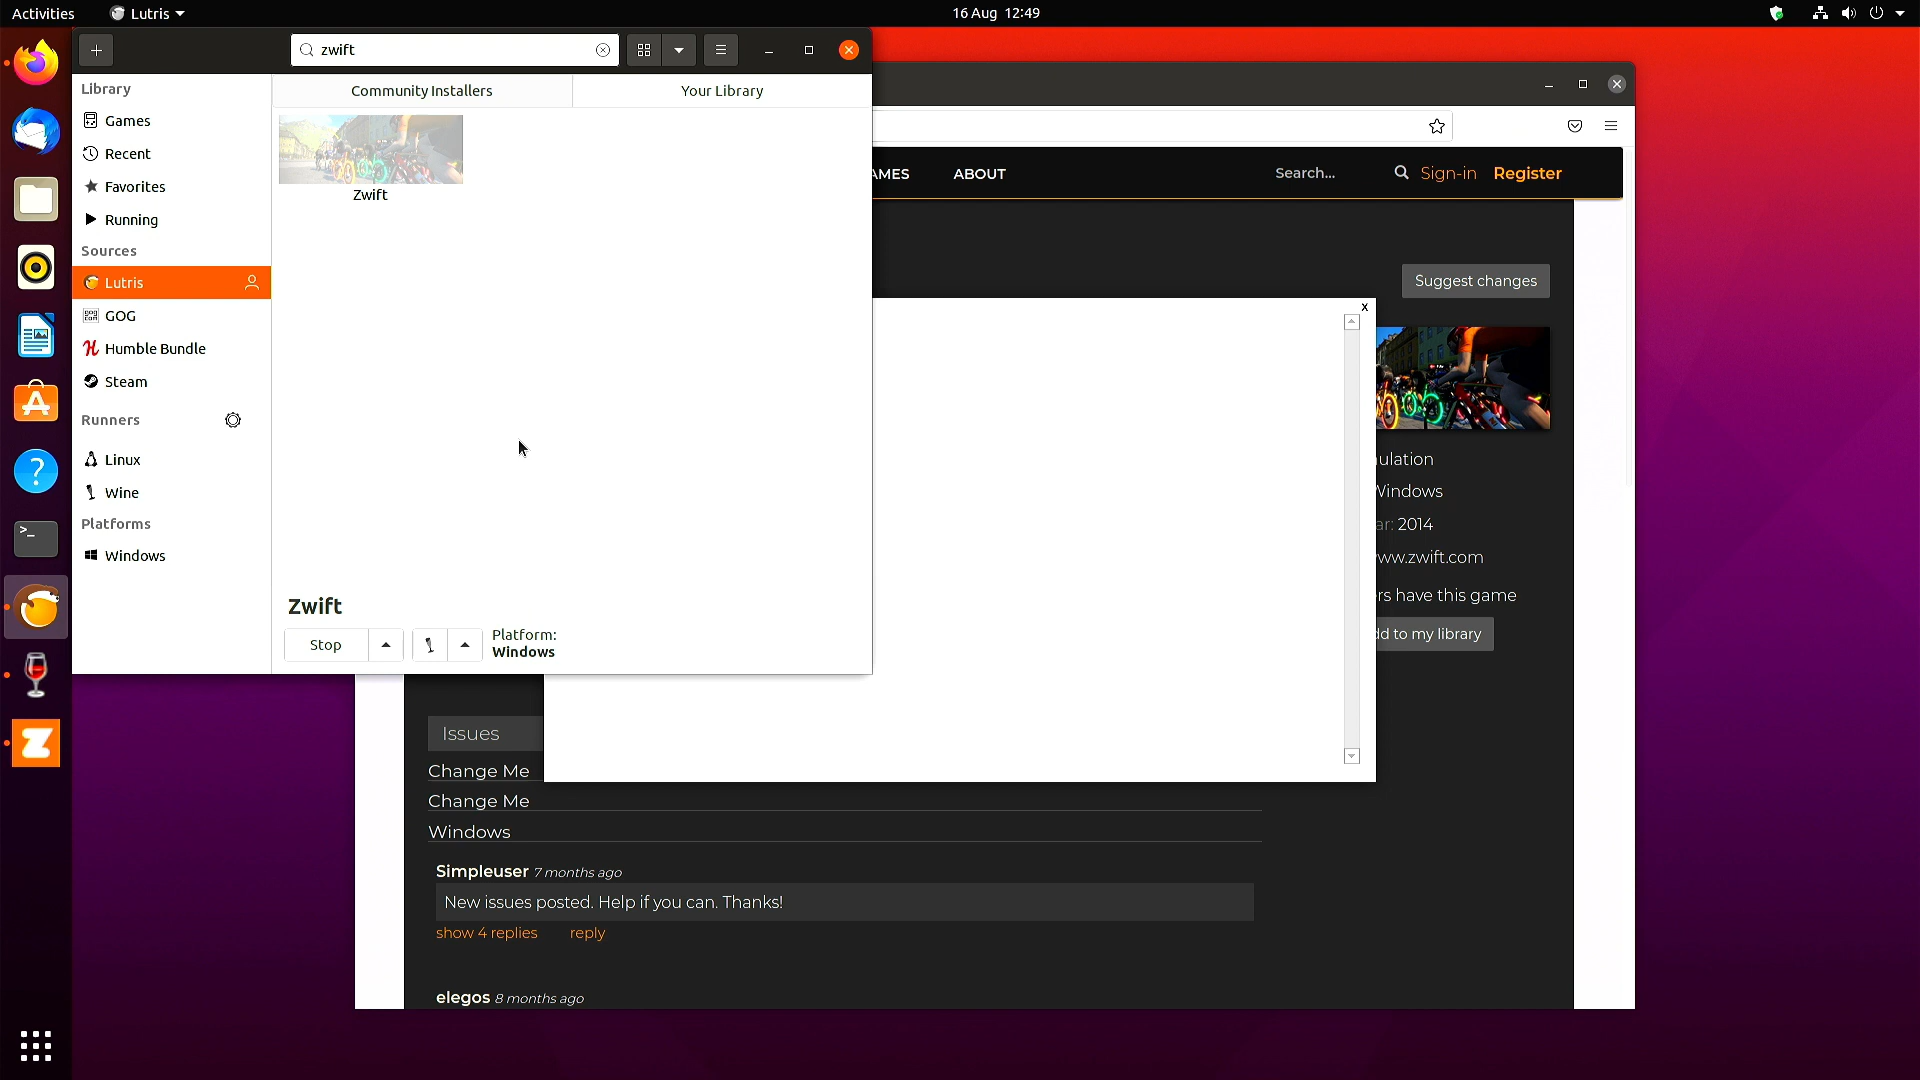 Activities
Lutris
16 Aug 12:49
zwift
Library
Games
Recent
Favorites
Running
Sources
Lutris
GOG
Humble Bundle
Steam
Runners
Linux
Wine
Platforms
Windows
Community Installers
Your Library
Zwift
Zwift
Stop
Platform:
Windows
AMES
ABOUT
Search...
Sign-in
Register
Suggest changes
x
ulation
Windows
ar: 2014
ww.zwift.com
rs have this game
dd to my library
Issues
Change Me
Change Me
Windows
Simpleuser 7 months ago
New issues posted. Help if you can. Thanks!
show 4 replies
reply
elegos 8 months ago